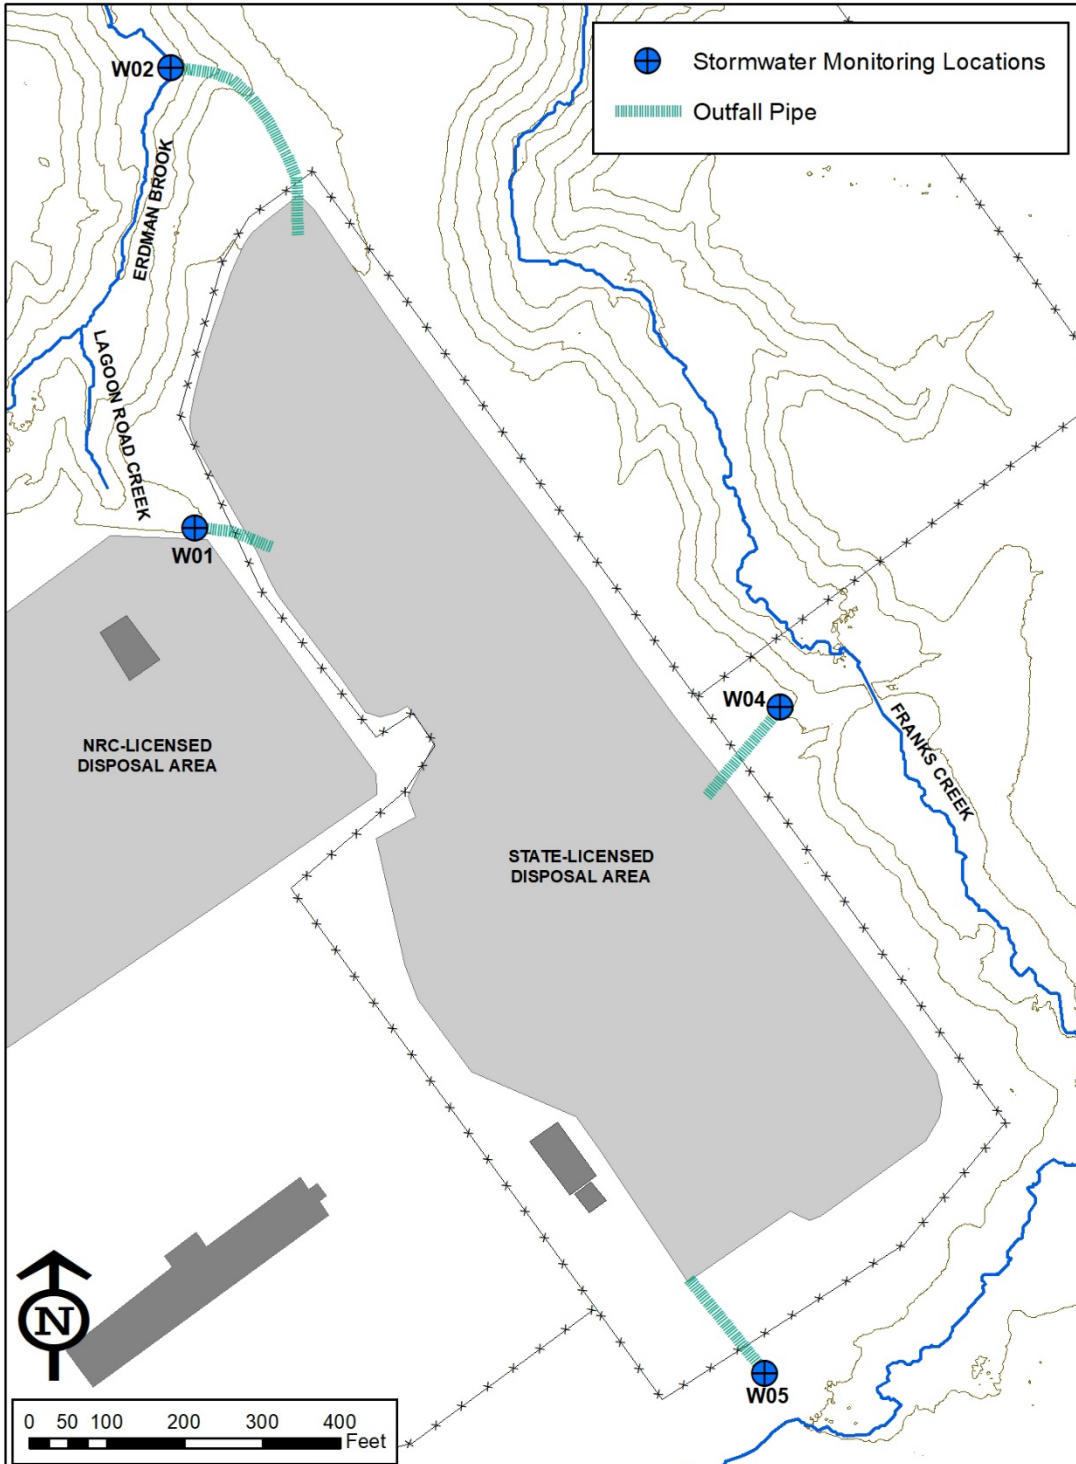 Stormwater Monitoring Locations
Outfall Pipe
W02
ERDMAN BROOK
LAGOON ROAD CREEK
W01
W04
FRANKS CREEK
NRC-LICENSED
DISPOSAL AREA
STATE-LICENSED
DISPOSAL AREA
N
W05
0 50 100 200 300 400
Feet